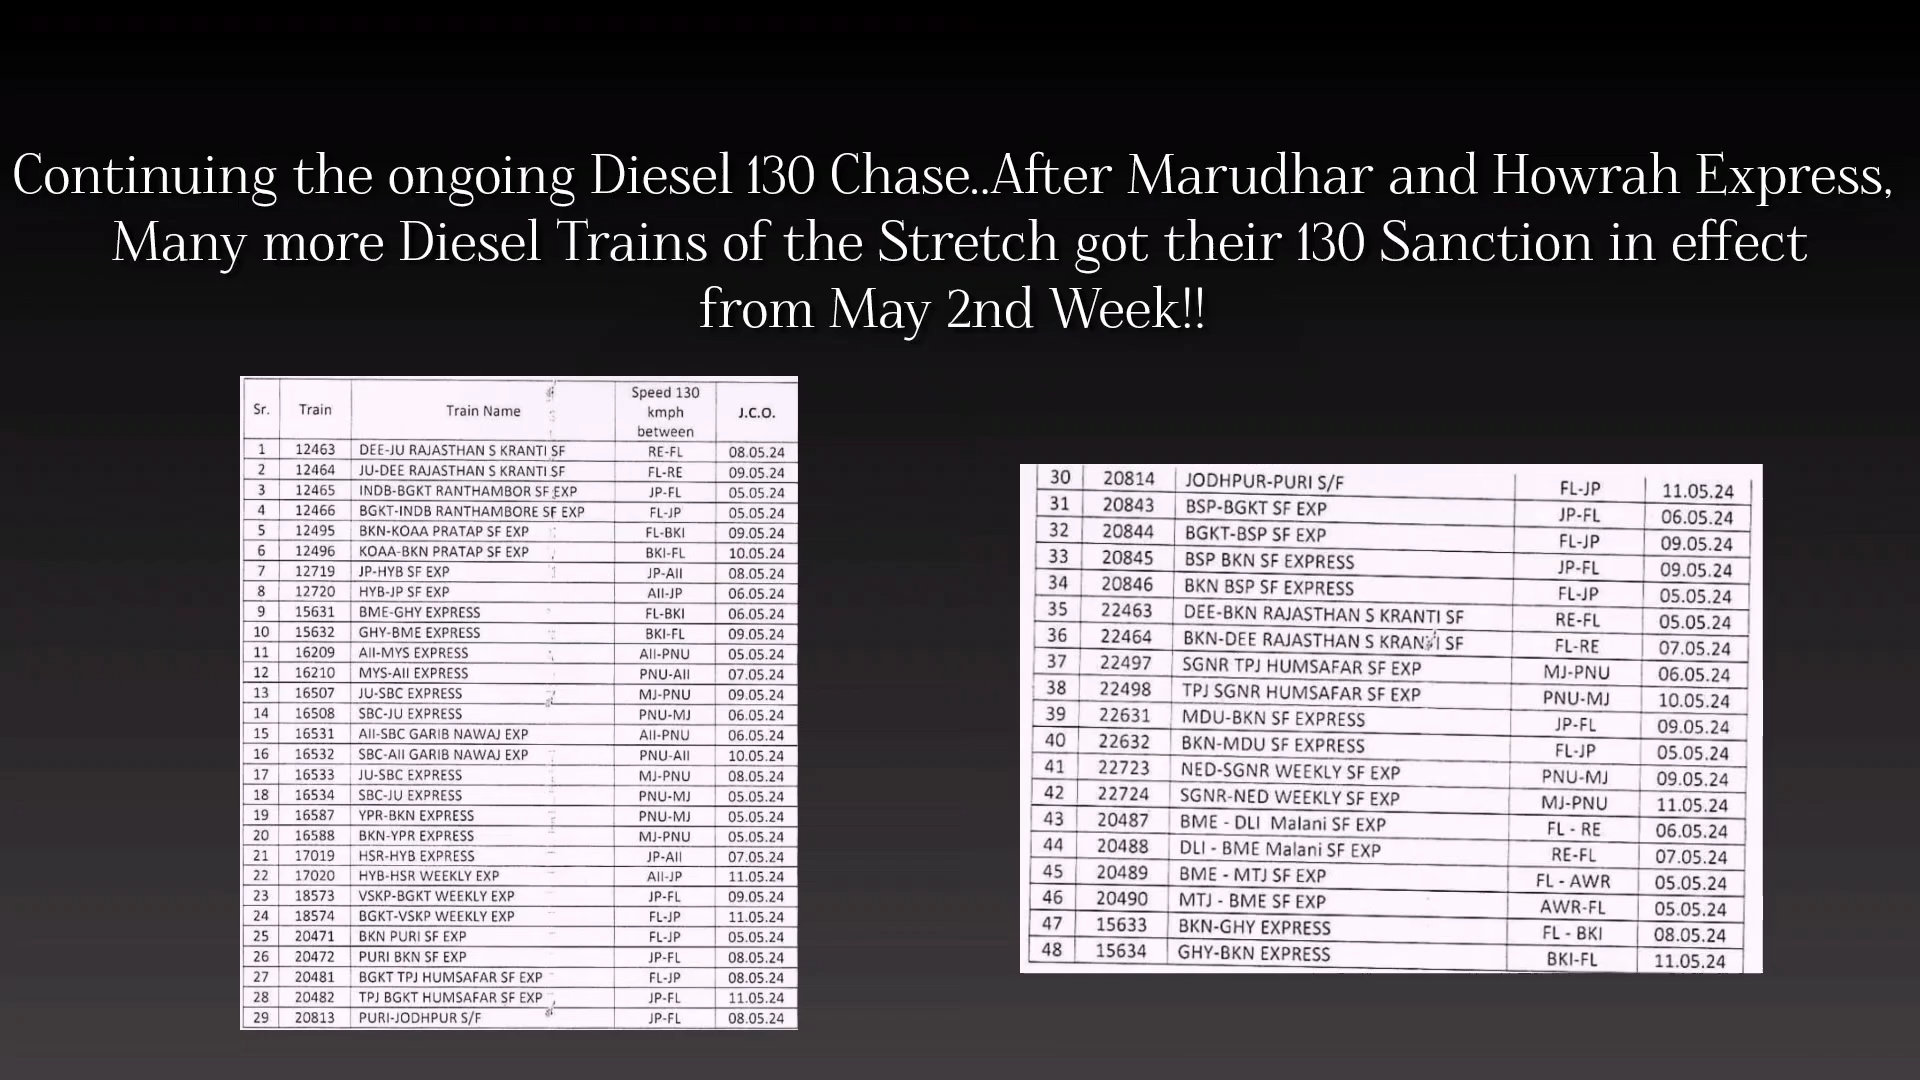 Continuing the ongoing Diesel 130 Chase..After Marudhar and Howrah Express,
Many more Diesel Trains of the Stretch got their 130 Sanction in effect
from May 2nd Week!!
Sr. Train Train Name Speed 130 kmph between J.C.O.
1 12463 DEE-JU RAJASTHAN S KRANTI SF RE-FL 08.05.24
2 12464 JU-DEE RAJASTHAN S KRANTI SF FL-RE 09.05.24
3 12465 INDB-BGKT RANTHAMBOR SF EXP JP-FL 05.05.24
4 12466 BGKT-INDB RANTHAMBORE SF EXP FL-JP 05.05.24
5 12495 BKN-KOAA PRATAP SF EXP FL-BKI 09.05.24
6 12496 KOAA-BKN PRATAP SF EXP BKI-FL 10.05.24
7 12719 JP-HYB SF EXP JP-AII 08.05.24
8 12720 HYB-JP SF EXP AII-JP 06.05.24
9 15631 BME-GHY EXPRESS FL-BKI 06.05.24
10 15632 GHY-BME EXPRESS BKI-FL 09.05.24
11 16209 AII-MYS EXPRESS AII-PNU 05.05.24
12 16210 MYS-AII EXPRESS PNU-AII 07.05.24
13 16507 JU-SBC EXPRESS MJ-PNU 09.05.24
14 16508 SBC-JU EXPRESS PNU-MJ 06.05.24
15 16531 AII-SBC GARIB NAWAJ EXP AII-PNU 06.05.24
16 16532 SBC-AII GARIB NAWAJ EXP PNU-AII 10.05.24
17 16533 JU-SBC EXPRESS MJ-PNU 08.05.24
18 16534 SBC-JU EXPRESS PNU-MJ 05.05.24
19 16587 YPR-BKN EXPRESS PNU-MJ 05.05.24
20 16588 BKN-YPR EXPRESS MJ-PNU 05.05.24
21 17019 HSR-HYB EXPRESS JP-AII 07.05.24
22 17020 HYB-HSR WEEKLY EXP AII-JP 11.05.24
23 18573 VSKP-BGKT WEEKLY EXP JP-FL 09.05.24
24 18574 BGKT-VSKP WEEKLY EXP FL-JP 11.05.24
25 20471 BKN PURI SF EXP FL-JP 05.05.24
26 20472 PURI BKN SF EXP JP-FL 08.05.24
27 20481 BGKT TPJ HUMSAFAR SF EXP FL-JP 08.05.24
28 20482 TPJ BGKT HUMSAFAR SF EXP JP-FL 11.05.24
29 20813 PURI-JODHPUR S/F JP-FL 08.05.24
30 20814 JODHPUR-PURI S/F FL-JP 11.05.24
31 20843 BSP-BGKT SF EXP JP-FL 06.05.24
32 20844 BGKT-BSP SF EXP FL-JP 09.05.24
33 20845 BSP BKN SF EXPRESS JP-FL 09.05.24
34 20846 BKN BSP SF EXPRESS FL-JP 05.05.24
35 22463 DEE-BKN RAJASTHAN S KRANTI SF RE-FL 05.05.24
36 22464 BKN-DEE RAJASTHAN S KRANTI SF FL-RE 07.05.24
37 22497 SGNR TPJ HUMSAFAR SF EXP MJ-PNU 06.05.24
38 22498 TPJ SGNR HUMSAFAR SF EXP PNU-MJ 10.05.24
39 22631 MDU-BKN SF EXPRESS JP-FL 09.05.24
40 22632 BKN-MDU SF EXPRESS FL-JP 05.05.24
41 22723 NED-SGNR WEEKLY SF EXP PNU-MJ 09.05.24
42 22724 SGNR-NED WEEKLY SF EXP MJ-PNU 11.05.24
43 20487 BME - DLI Malani SF EXP FL - RE 06.05.24
44 20488 DLI - BME Malani SF EXP RE-FL 07.05.24
45 20489 BME - MTJ SF EXP FL - AWR 05.05.24
46 20490 MTJ - BME SF EXP AWR-FL 05.05.24
47 15633 BKN-GHY EXPRESS FL - BKI 08.05.24
48 15634 GHY-BKN EXPRESS BKI-FL 11.05.24